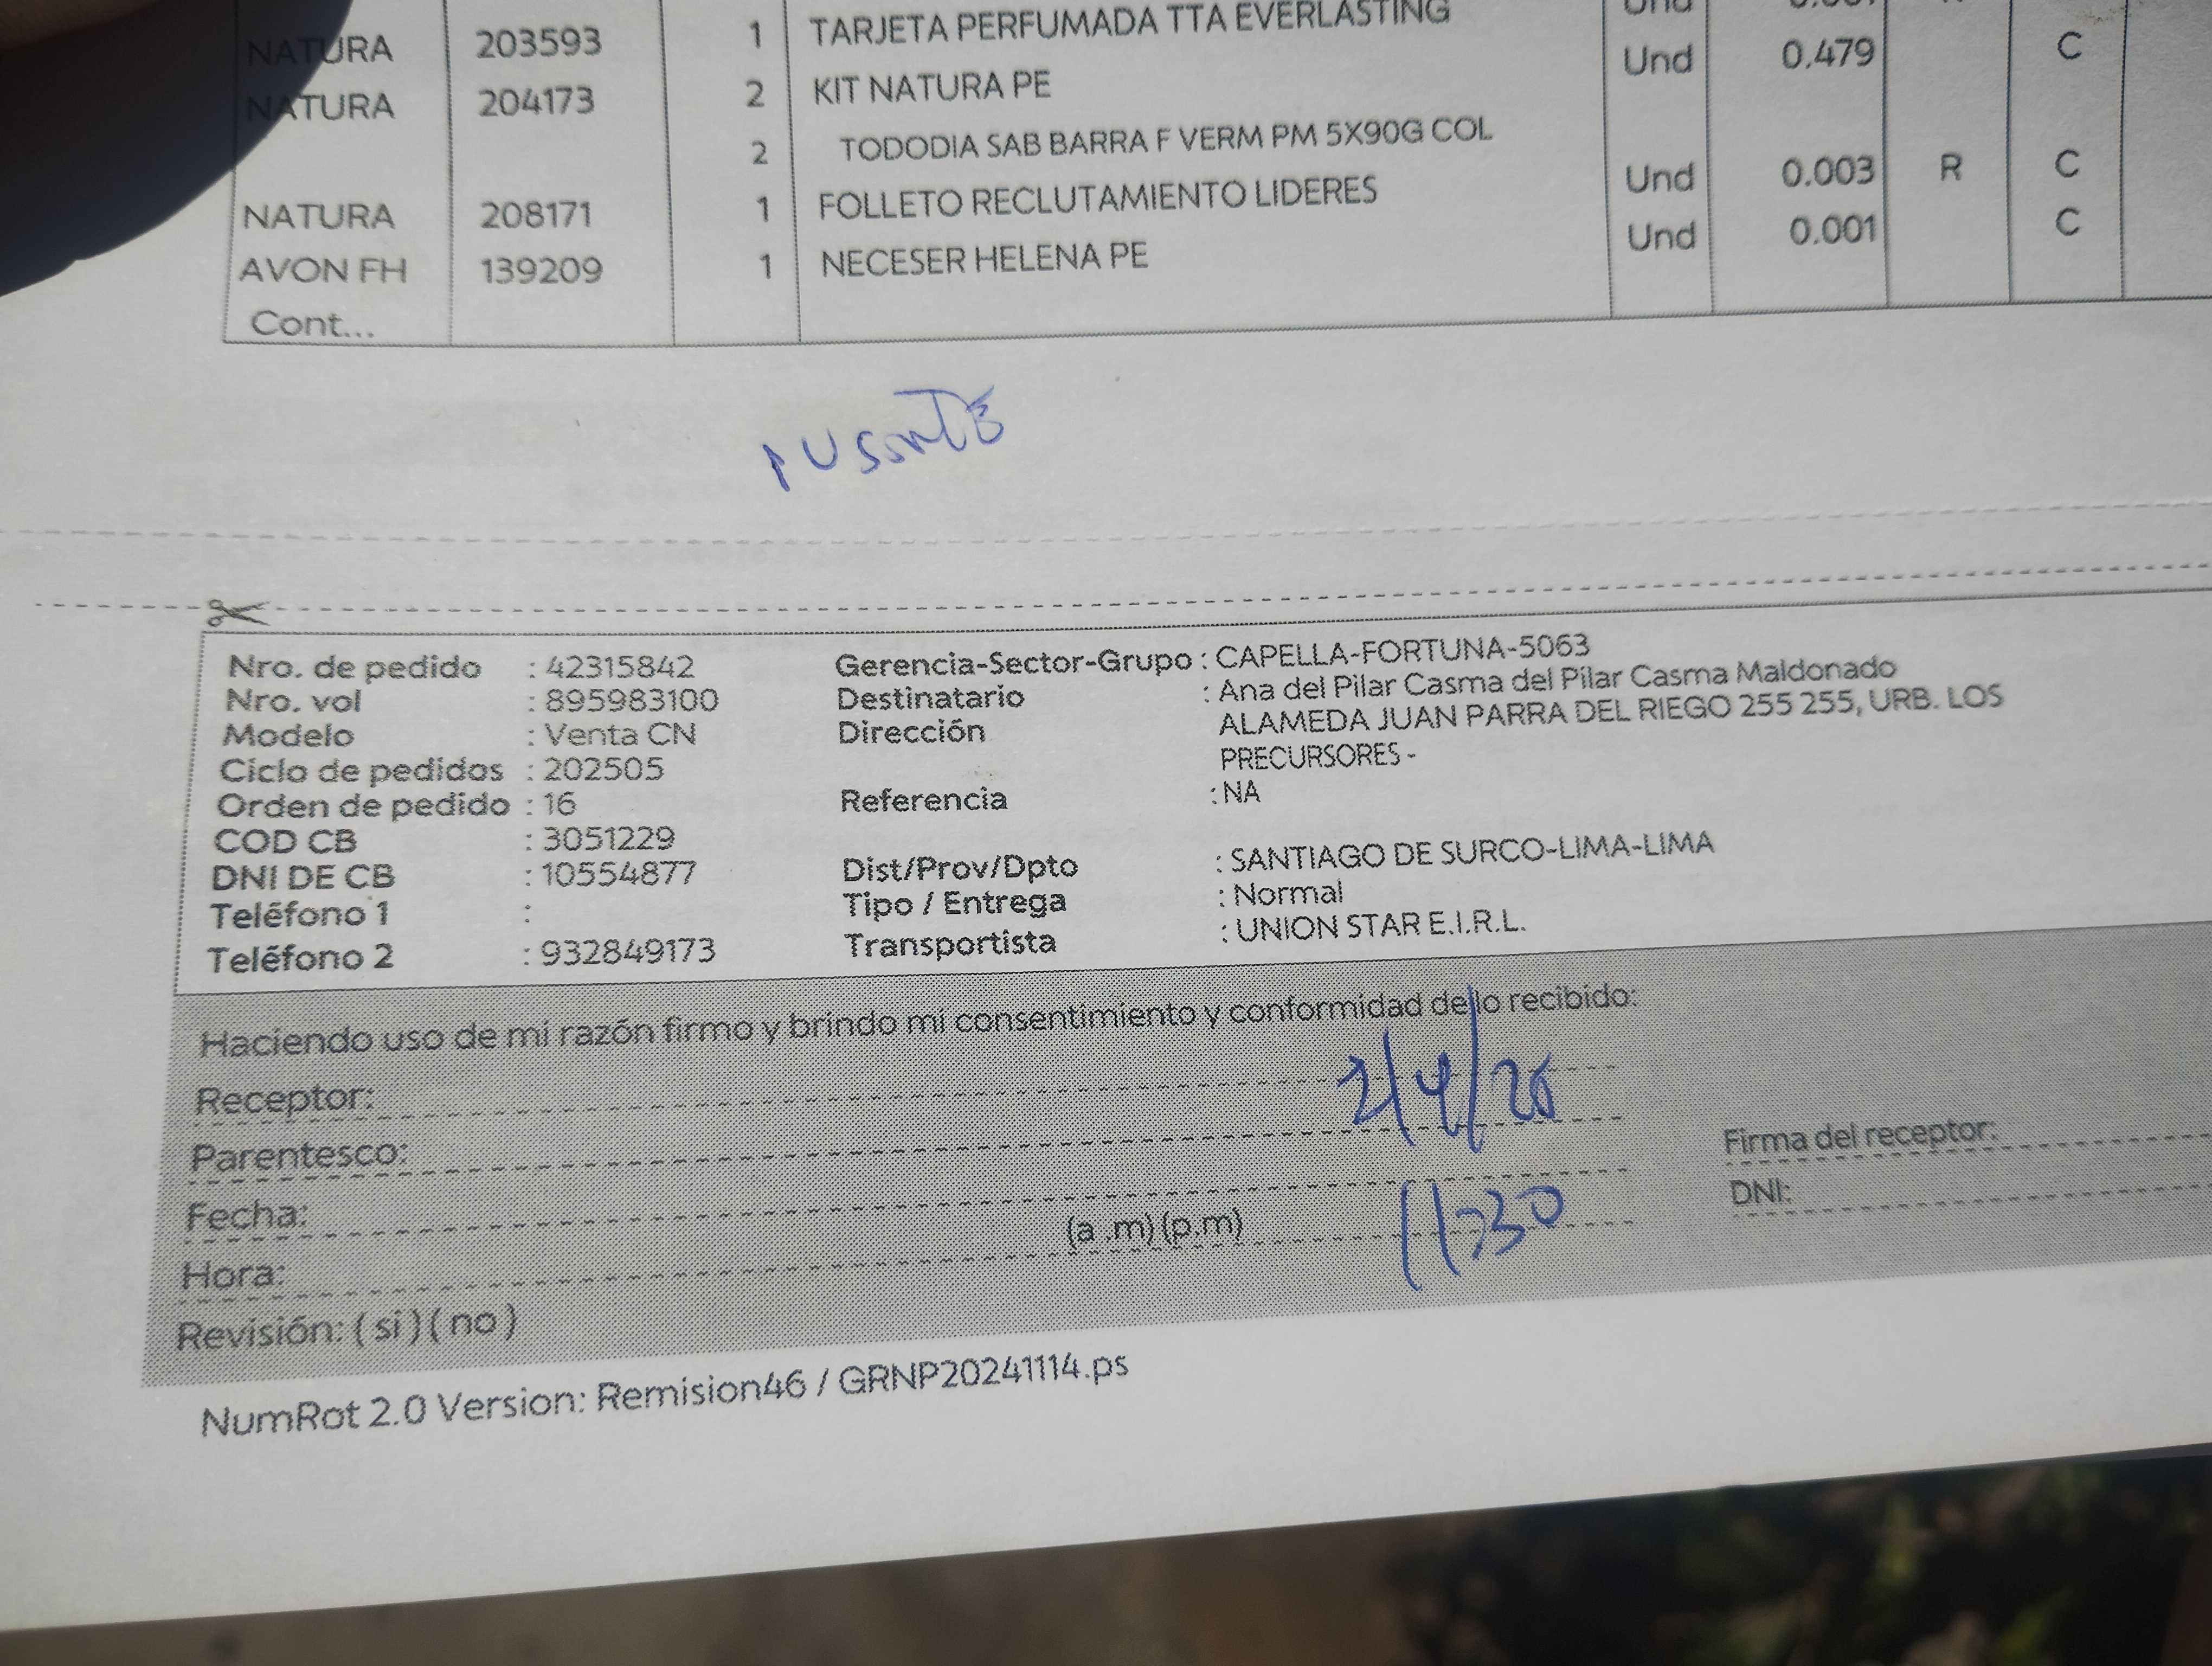 NATURA 203593 1 TARJETA PERFUMADA TTA EVERLASTING Und
NATURA 204173 2 KIT NATURA PE Und 0.479 C
2 TODODIA SAB BARRA F VERM PM 5X90G COL
NATURA 208171 1 FOLLETO RECLUTAMIENTO LIDERES Und 0.003 R C
AVON FH 139209 1 NECESER HELENA PE Und 0.001 C
Cont...
Nro. de pedido : 42315842 Gerencia-Sector-Grupo : CAPELLA-FORTUNA-5063
Nro. vol : 895983100 Destinatario : Ana del Pilar Casma del Pilar Casma Maldonado
Modelo : Venta CN Dirección ALAMEDA JUAN PARRA DEL RIEGO 255 255, URB. LOS
PRECURSORES -
Ciclo de pedidos : 202505
Orden de pedido : 16 Referencia : NA
COD CB : 3051229
DNI DE CB : 10554877 Dist/Prov/Dpto : SANTIAGO DE SURCO-LIMA-LIMA
Teléfono 1 : Tipo / Entrega : Normal
Teléfono 2 : 932849173 Transportista : UNION STAR E.I.R.L.
Haciendo uso de mi razón firmo y brindo mi consentimiento y conformidad de lo recibido:
Receptor:
Parentesco: Firma del receptor:
Fecha: DNI:
Hora: (a .m) (p.m) 11:30
Revisión: ( si ) ( no )
NumRot 2.0 Version: Remision46 / GRNP20241114.ps